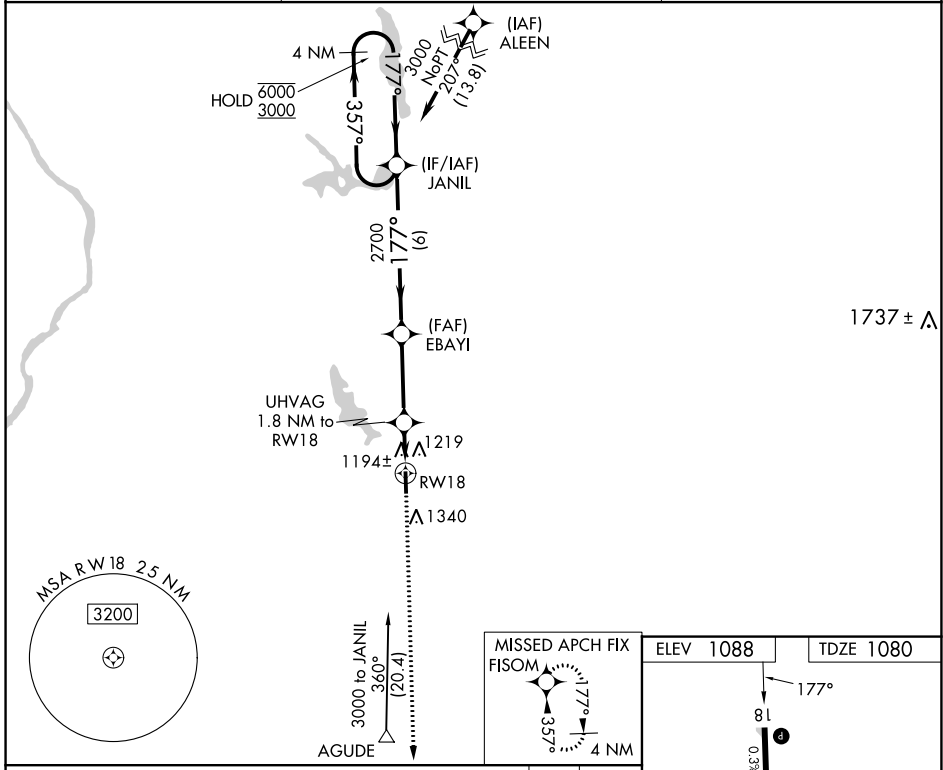 (IAF)
ALEEN
3000
NoPT
207°
(13.8)
4 NM
HOLD 6000
3000
177°
357°
(IF/IAF)
JANIL
2700
177°
(6)
(FAF)
EBAYI
1737 ±
UHVAG
1.8 NM to
RW18
1219
1194±
RW18
1340
MSA RW18 25 NM
3200
3000 to JANIL
360°
(20.4)
AGUDE
MISSED APCH FIX
FISOM
177°
357°
4 NM
ELEV 1088
TDZE 1080
177°
18
P